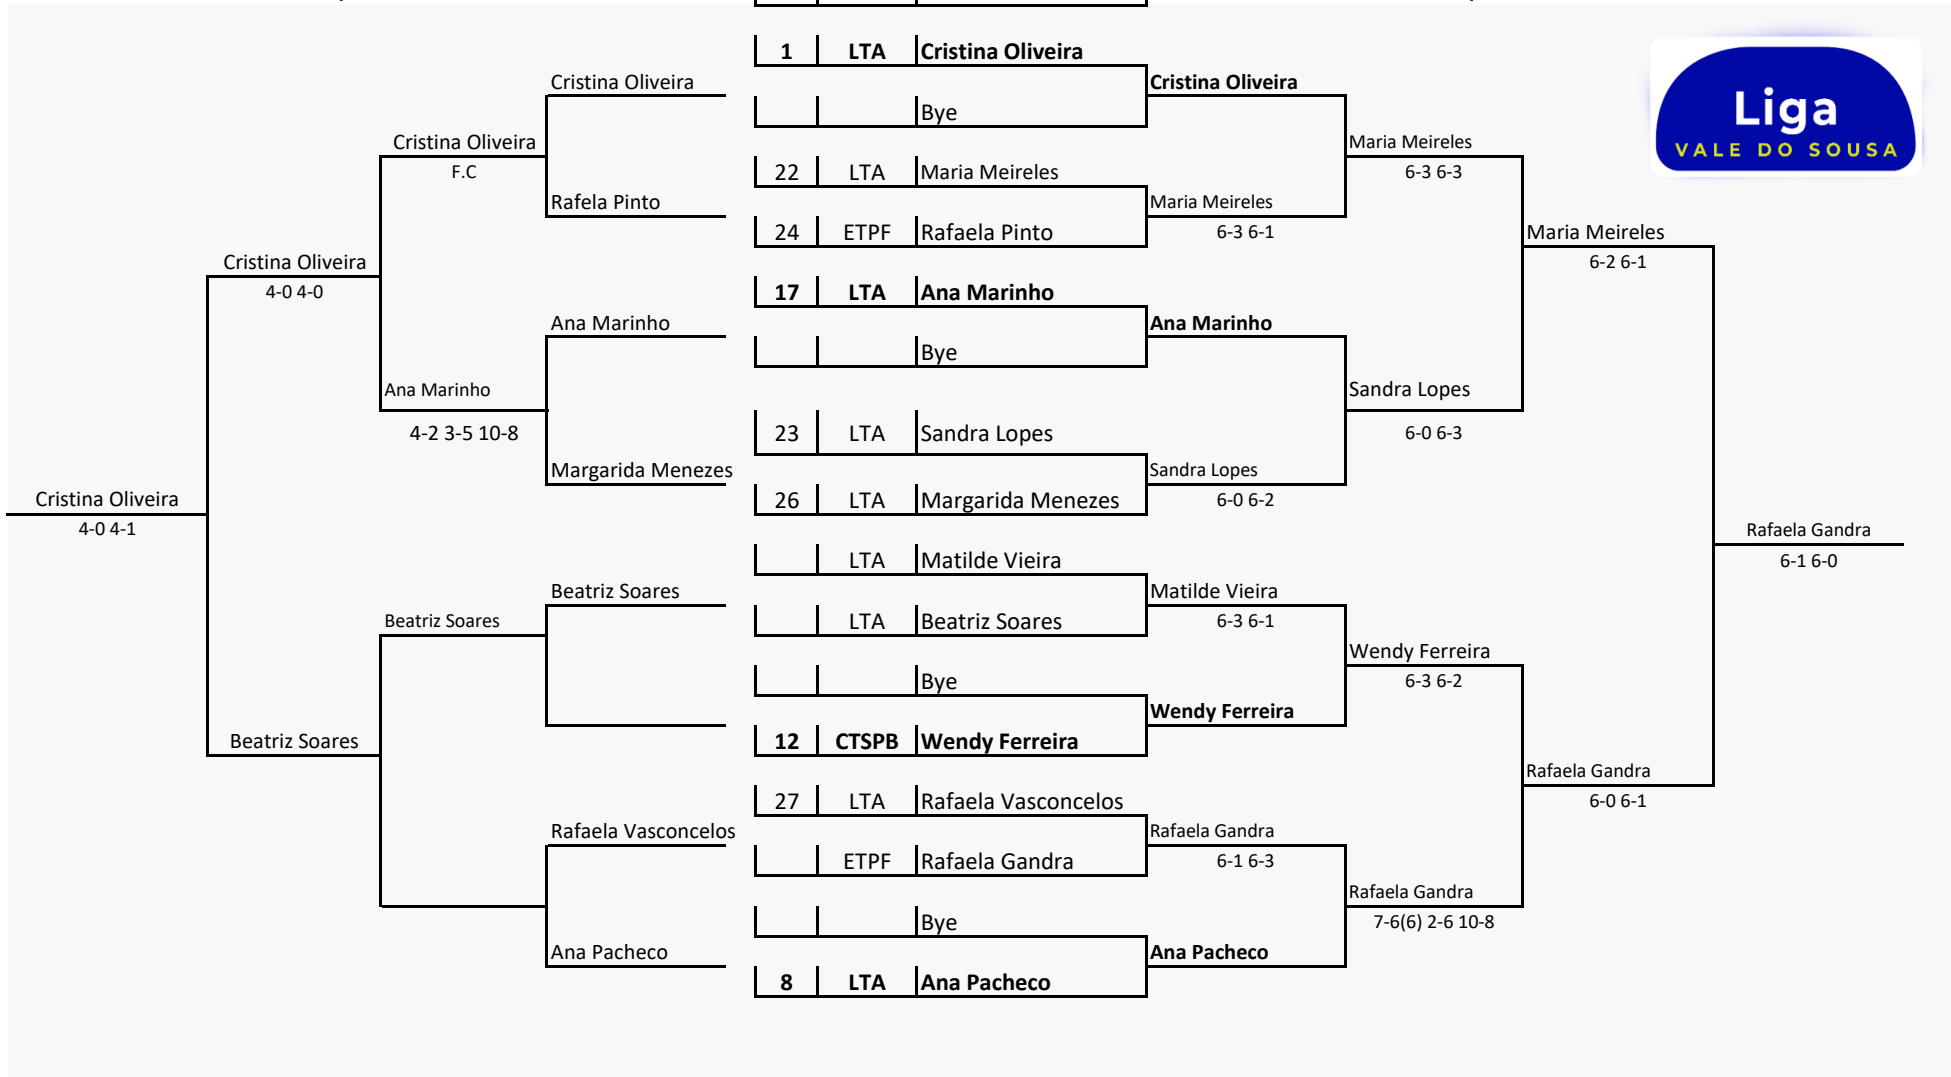 1 LTA Cristina Oliveira
Cristina Oliveira Cristina Oliveira
Bye
Liga
VALE DO SOUSA
Cristina Oliveira Maria Meireles
F.C 22 LTA Maria Meireles 6-3 6-3
Rafela Pinto Maria Meireles
24 ETPF Rafaela Pinto 6-3 6-1 Maria Meireles
Cristina Oliveira 6-2 6-1
4-0 4-0 17 LTA Ana Marinho
Ana Marinho Ana Marinho
Bye
Ana Marinho Sandra Lopes
4-2 3-5 10-8 23 LTA Sandra Lopes 6-0 6-3
Margarida Menezes Sandra Lopes
Cristina Oliveira 26 LTA Margarida Menezes 6-0 6-2
4-0 4-1 Rafaela Gandra
LTA Matilde Vieira 6-1 6-0
Beatriz Soares Matilde Vieira
Beatriz Soares LTA Beatriz Soares 6-3 6-1
Wendy Ferreira
Bye 6-3 6-2
Wendy Ferreira
Beatriz Soares 12 CTSPB Wendy Ferreira
Rafaela Gandra
27 LTA Rafaela Vasconcelos 6-0 6-1
Rafaela Vasconcelos Rafaela Gandra
ETPF Rafaela Gandra 6-1 6-3
Rafaela Gandra
Bye 7-6(6) 2-6 10-8
Ana Pacheco Ana Pacheco
8 LTA Ana Pacheco